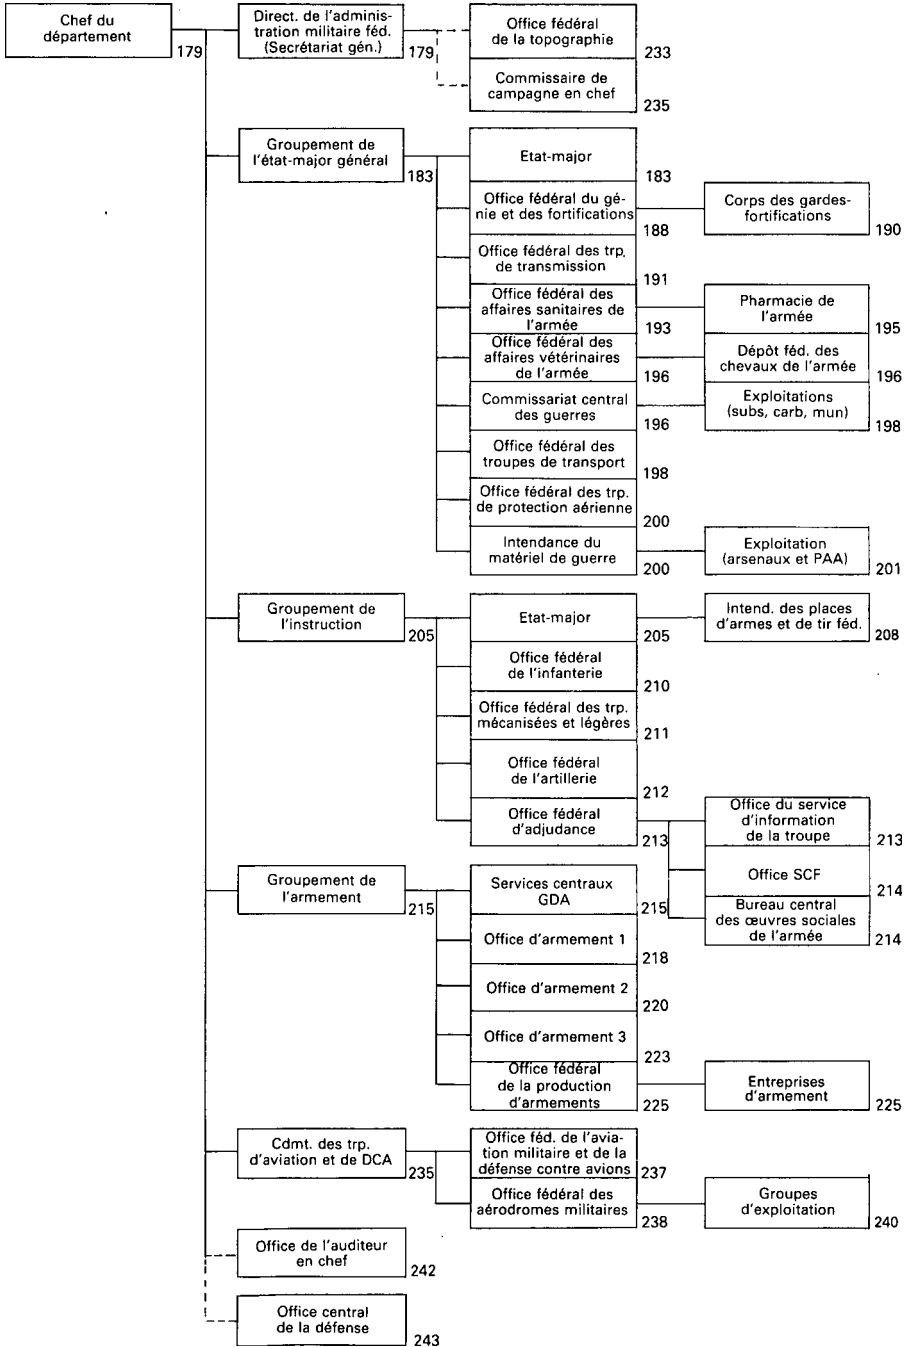 Chef du
département
179
Direct. de l'adminis-
tration militaire féd.
(Secrétariat gén.)
179
Office fédéral
de la topographie
233
Commissaire de
campagne en chef
235
Groupement de
l'état-major général
183
Etat-major
183
Office fédéral du gé-
nie et des fortifications
188
Corps des gardes-
fortifications
190
Office fédéral des trp.
de transmission
191
Office fédéral des
affaires sanitaires de
l'armée
193
Pharmacie de
l'armée
195
Office fédéral des
affaires vétérinaires
de l'armée
196
Dépôt féd. des
chevaux de l'armée
196
Commissariat central
des guerres
196
Exploitations
(subs, carb, mun)
198
Office fédéral des
troupes de transport
198
Office fédéral des trp.
de protection aérienne
200
Intendance du
matériel de guerre
200
Exploitation
(arsenaux et PAA)
201
Groupement de
l'instruction
205
Etat-major
205
Intend. des places
d'armes et de tir féd.
208
Office fédéral
de l'infanterie
210
Office fédéral des trp.
mécanisées et légères
211
Office fédéral
de l'artillerie
212
Office fédéral
d'adjudance
213
Office du service
d'information
de la troupe
213
Office SCF
214
Bureau central
des œuvres sociales
de l'armée
214
Groupement de
l'armement
215
Services centraux
GDA
215
Office d'armement 1
218
Office d'armement 2
220
Office d'armement 3
223
Office fédéral
de la production
d'armements
225
Entreprises
d'armement
225
Cdmt. des trp.
d'aviation et de DCA
235
Office féd. de l'avia-
tion militaire et de la
défense contre avions
237
Office fédéral des
aérodromes militaires
238
Groupes
d'exploitation
240
Office de l'auditeur
en chef
242
Office central
de la défense
243